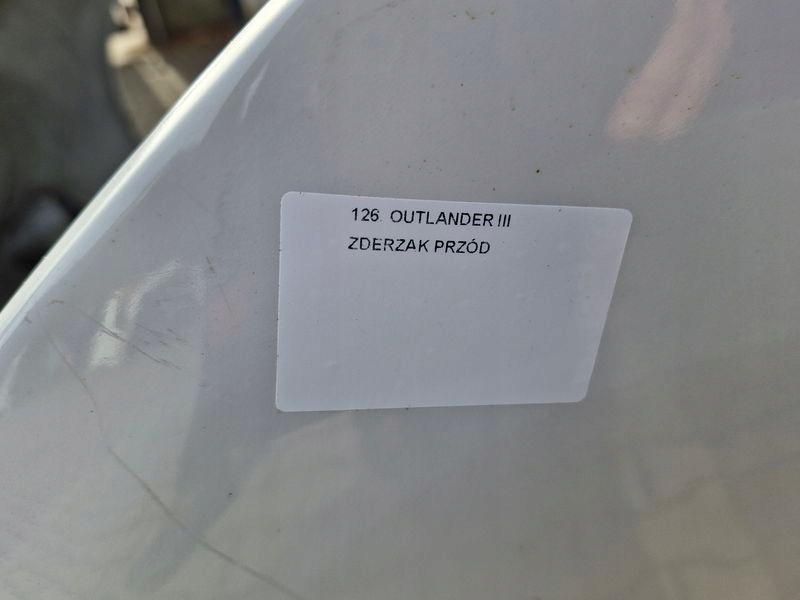 126. OUTLANDER III
ZDERZAK PRZÓD